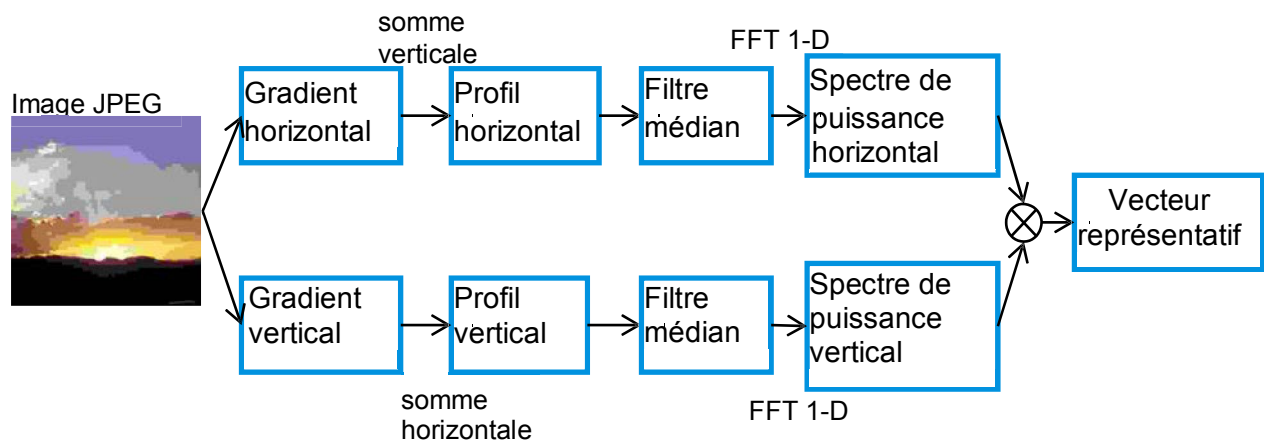 somme
verticale
FFT 1-D
Image JPEG
Gradient
horizontal
Profil
horizontal
Filtre
médian
Spectre de
puissance
horizontal
Vecteur
représentatif
Gradient
vertical
Profil
vertical
Filtre
médian
Spectre de
puissance
vertical
somme
horizontale
FFT 1-D